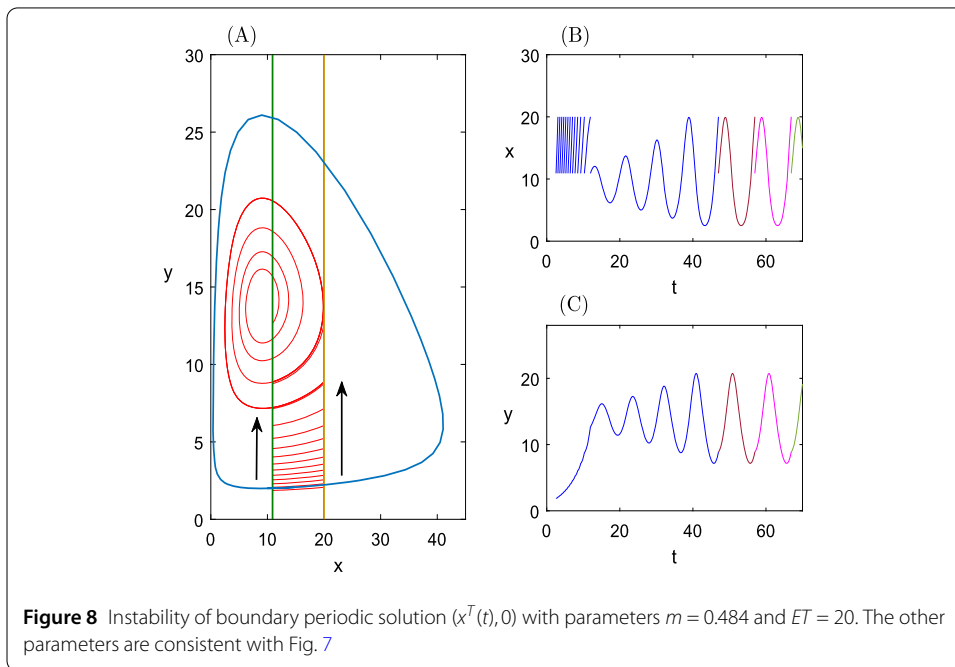 (A)
30
25
20
15
10
5
0
y
0 10 20 30 40
x
(B)
30
20
10
0
x
0 20 40 60
t
(C)
20
10
0
y
0 20 40 60
t
Figure 8 Instability of boundary periodic solution (x^T(t), 0) with parameters m = 0.484 and ET = 20. The other
parameters are consistent with Fig. 7